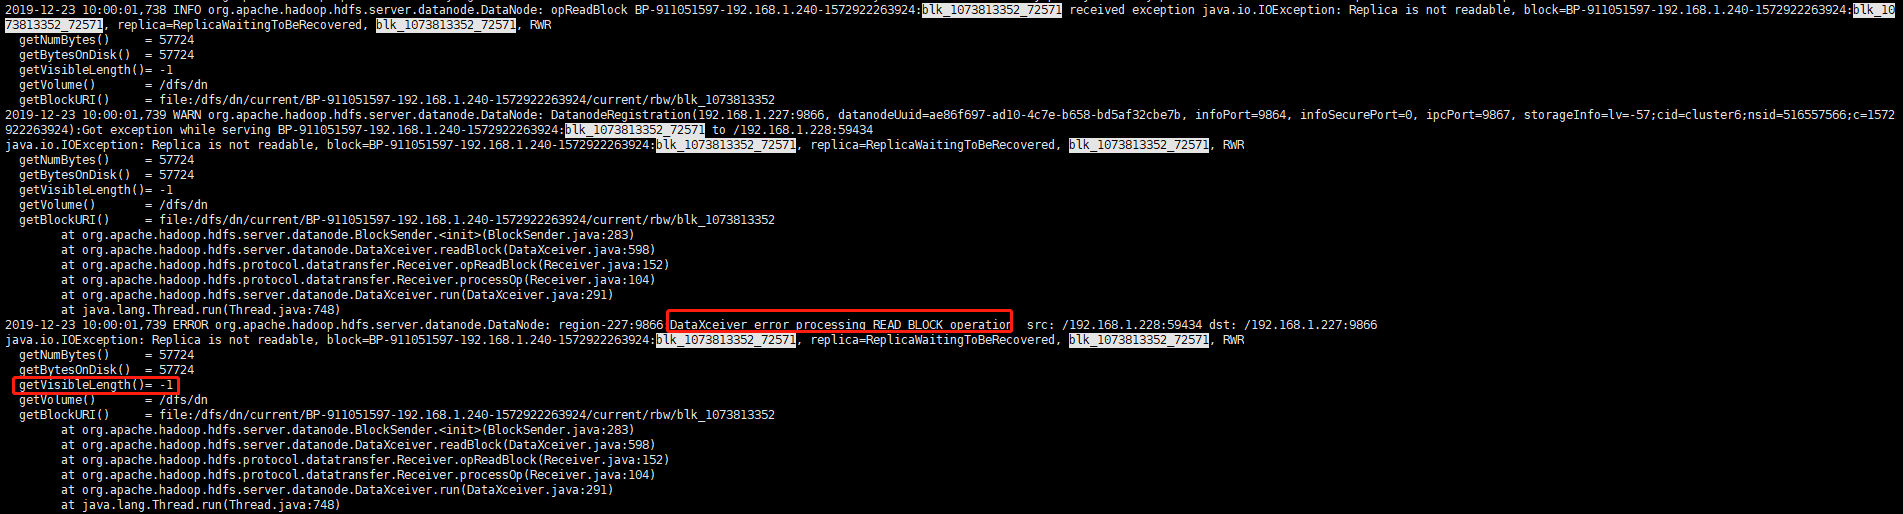 2019-12-23 10:00:01,738 INFO org.apache.hadoop.hdfs.server.datanode.DataNode: opReadBlock BP-911051597-192.168.1.240-1572922263924:blk_1073813352_72571 received exception java.io.IOException: Replica is not readable, block=BP-911051597-192.168.1.240-1572922263924:blk_10
73813352_72571, replica=ReplicaWaitingToBeRecovered, blk_1073813352_72571, RWR
  getNumBytes()     = 57724
  getBytesOnDisk()  = 57724
  getVisibleLength()= -1
  getVolume()       = /dfs/dn
  getBlockURI()     = file:/dfs/dn/current/BP-911051597-192.168.1.240-1572922263924/current/rbw/blk_1073813352
2019-12-23 10:00:01,739 WARN org.apache.hadoop.hdfs.server.datanode.DataNode: DatanodeRegistration(192.168.1.227:9866, datanodeUuid=ae86f697-ad10-4c7e-b658-bd5af32cbe7b, infoPort=9864, infoSecurePort=0, ipcPort=9867, storageInfo=lv=-57;cid=cluster6;nsid=516557566;c=1572
922263924):Got exception while serving BP-911051597-192.168.1.240-1572922263924:blk_1073813352_72571 to /192.168.1.228:59434
java.io.IOException: Replica is not readable, block=BP-911051597-192.168.1.240-1572922263924:blk_1073813352_72571, replica=ReplicaWaitingToBeRecovered, blk_1073813352_72571, RWR
  getNumBytes()     = 57724
  getBytesOnDisk()  = 57724
  getVisibleLength()= -1
  getVolume()       = /dfs/dn
  getBlockURI()     = file:/dfs/dn/current/BP-911051597-192.168.1.240-1572922263924/current/rbw/blk_1073813352
        at org.apache.hadoop.hdfs.server.datanode.BlockSender.<init>(BlockSender.java:283)
        at org.apache.hadoop.hdfs.server.datanode.DataXceiver.readBlock(DataXceiver.java:598)
        at org.apache.hadoop.hdfs.protocol.datatransfer.Receiver.opReadBlock(Receiver.java:152)
        at org.apache.hadoop.hdfs.protocol.datatransfer.Receiver.processOp(Receiver.java:104)
        at org.apache.hadoop.hdfs.server.datanode.DataXceiver.run(DataXceiver.java:291)
        at java.lang.Thread.run(Thread.java:748)
2019-12-23 10:00:01,739 ERROR org.apache.hadoop.hdfs.server.datanode.DataNode: region-227:9866:DataXceiver error processing READ_BLOCK operation  src: /192.168.1.228:59434 dst: /192.168.1.227:9866
java.io.IOException: Replica is not readable, block=BP-911051597-192.168.1.240-1572922263924:blk_1073813352_72571, replica=ReplicaWaitingToBeRecovered, blk_1073813352_72571, RWR
  getNumBytes()     = 57724
  getBytesOnDisk()  = 57724
  getVisibleLength()= -1
  getVolume()       = /dfs/dn
  getBlockURI()     = file:/dfs/dn/current/BP-911051597-192.168.1.240-1572922263924/current/rbw/blk_1073813352
        at org.apache.hadoop.hdfs.server.datanode.BlockSender.<init>(BlockSender.java:283)
        at org.apache.hadoop.hdfs.server.datanode.DataXceiver.readBlock(DataXceiver.java:598)
        at org.apache.hadoop.hdfs.protocol.datatransfer.Receiver.opReadBlock(Receiver.java:152)
        at org.apache.hadoop.hdfs.protocol.datatransfer.Receiver.processOp(Receiver.java:104)
        at org.apache.hadoop.hdfs.server.datanode.DataXceiver.run(DataXceiver.java:291)
        at java.lang.Thread.run(Thread.java:748)